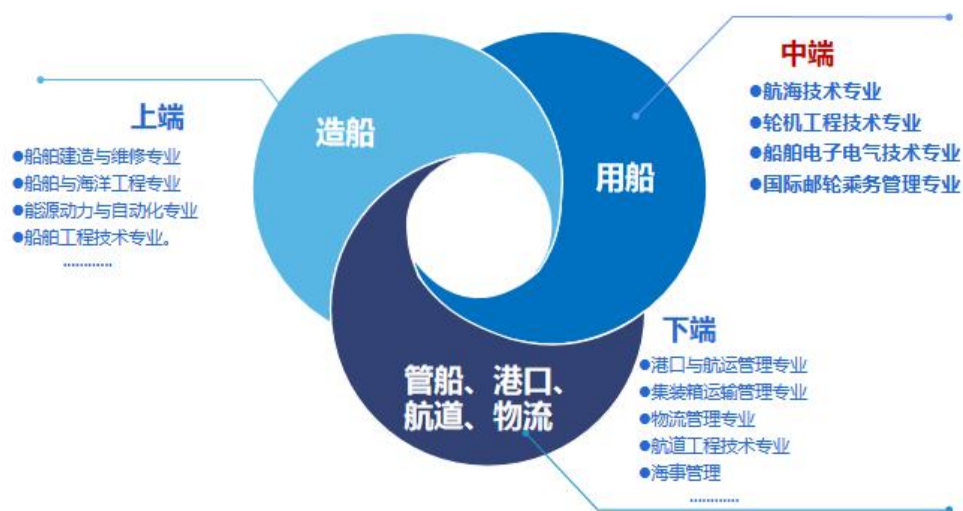 造船
上端
●船舶建造与维修专业
●船舶与海洋工程专业
●能源动力与自动化专业
●船舶工程技术专业。
............
用船
中端
●航海技术专业
●轮机工程技术专业
●船舶电子电气技术专业
●国际邮轮乘务管理专业
管船、港口、
航道、物流
下端
●港口与航运管理专业
●集装箱运输管理专业
●物流管理专业
●航道工程技术专业
●海事管理
............